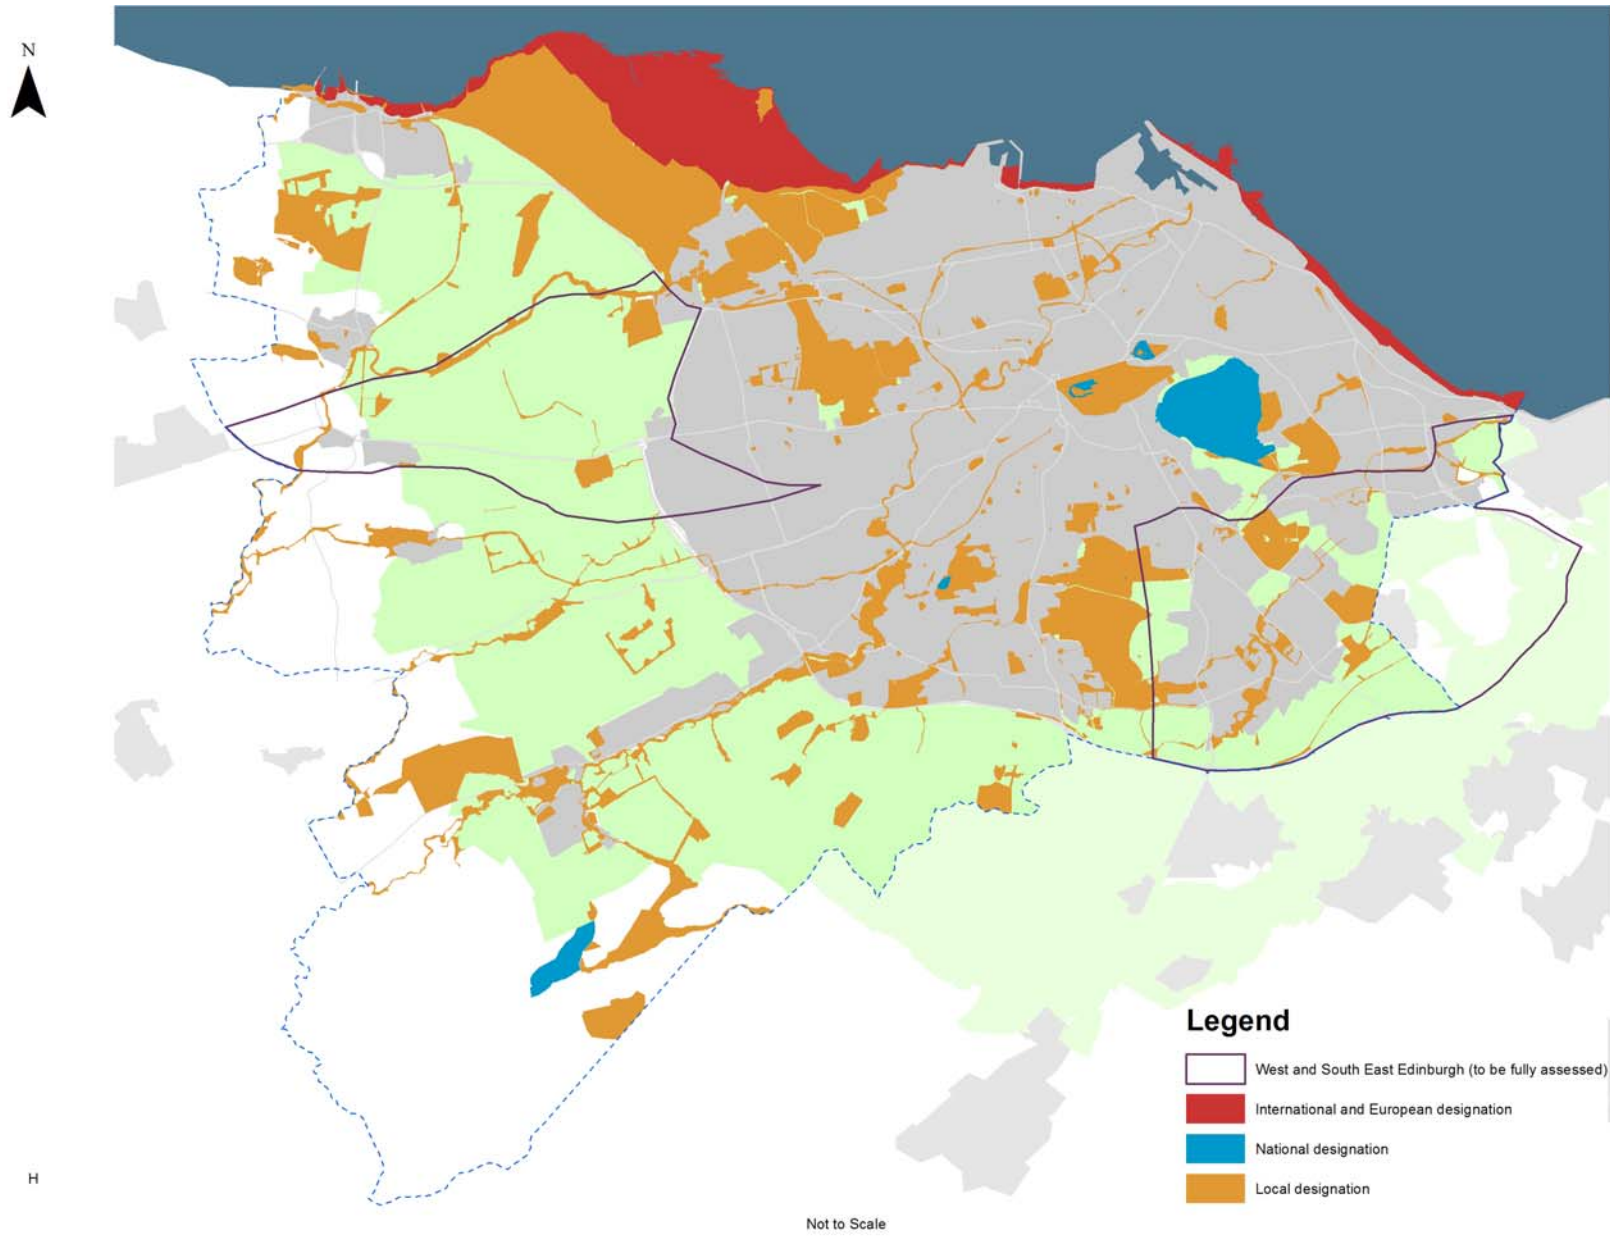 N
Legend
West and South East Edinburgh (to be fully assessed)
International and European designation
National designation
Local designation
H
Not to Scale